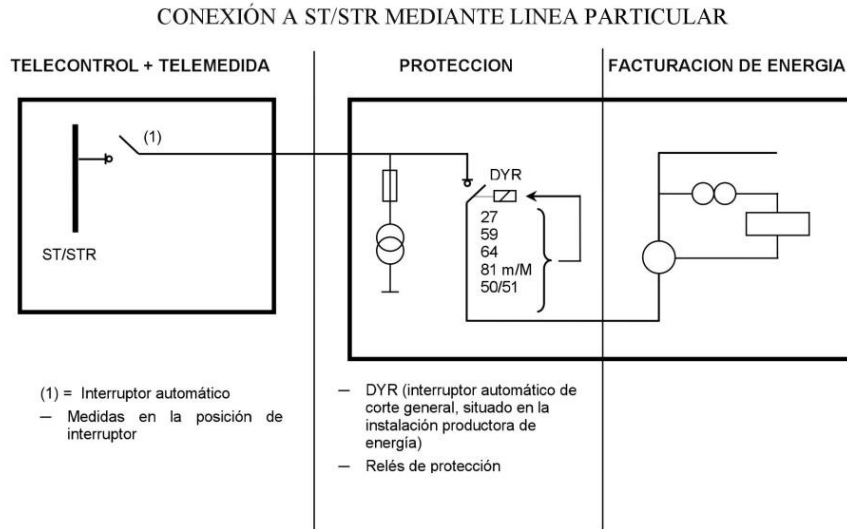 CONEXIÓN A ST/STR MEDIANTE LINEA PARTICULAR
TELECONTROL + TELEMEDIDA
PROTECCION
FACTURACION DE ENERGIA
(1)
ST/STR
DYR
27
59
64
81 m/M
50/51
(1) = Interruptor automático
— Medidas en la posición de
interruptor
— DYR (interruptor automático de
corte general, situado en la
instalación productora de
energía)
— Relés de protección